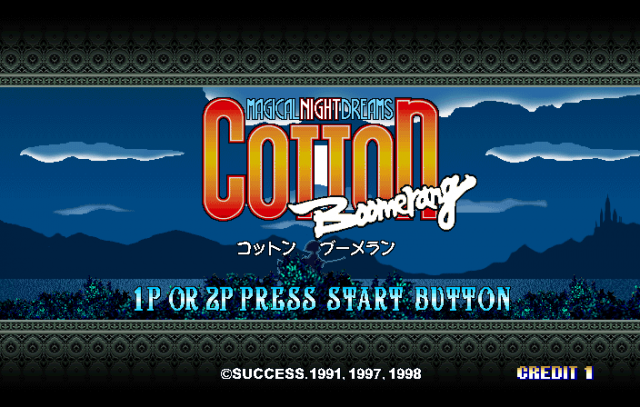 MAGICAL NIGHT DREAMS
COTTON
Boomerang
コットン ブーメラン
1P OR 2P PRESS START BUTTON
©SUCCESS. 1991, 1997, 1998
CREDIT 1